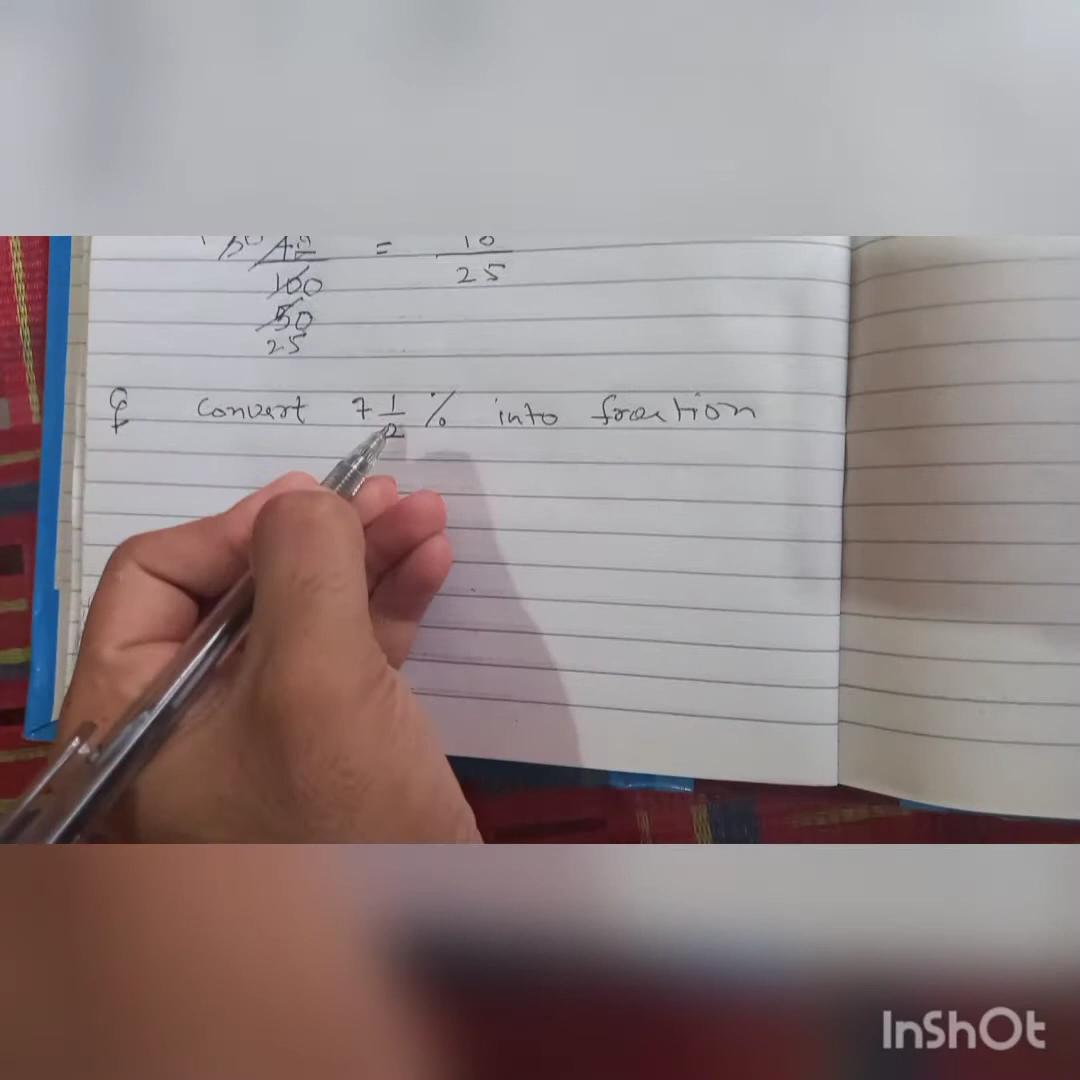 = 10
100 25
50
25
Q Convert 7 1/2 % into fraction
InShOt